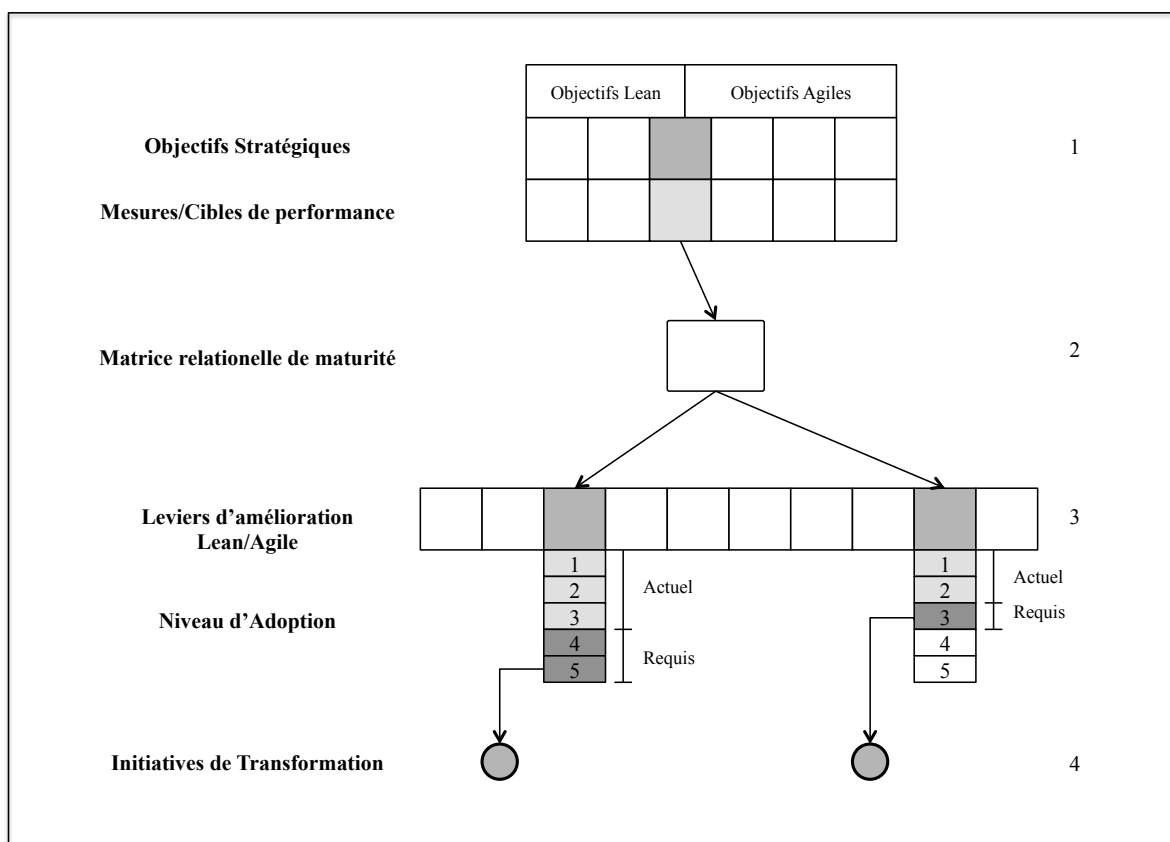 Objectifs Lean
Objectifs Agiles
Objectifs Stratégiques
1
Mesures/Cibles de performance
Matrice relationelle de maturité
2
Leviers d’amélioration
Lean/Agile
3
1
2
3
4
5
Actuel
Requis
1
2
3
4
5
Actuel
Requis
Niveau d’Adoption
Initiatives de Transformation
4